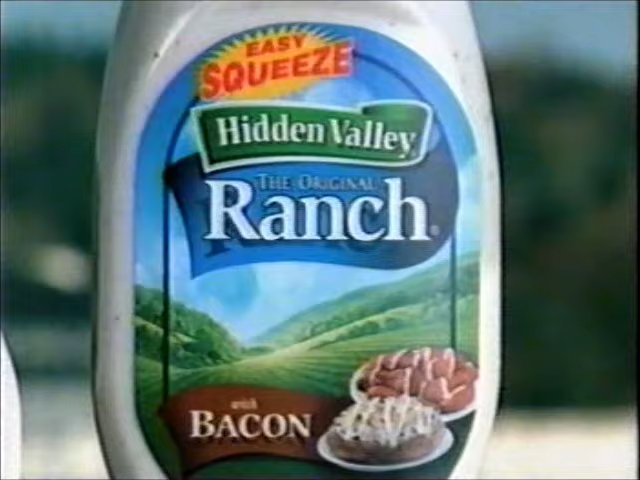 EASY
SQUEEZE
Hidden Valley
THE ORIGINAL
Ranch®
with
BACON